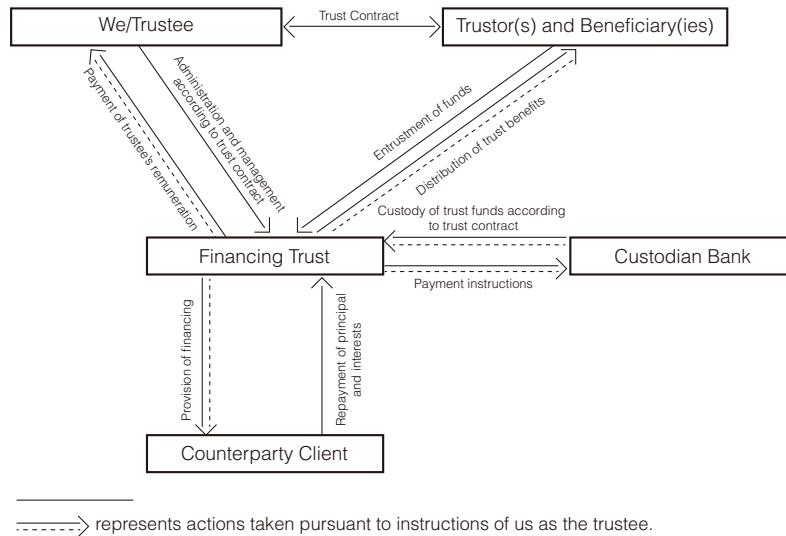 We/Trustee
Trust Contract
Trustor(s) and Beneficiary(ies)
Payment of trustee's
remuneration
Administration and management
according to trust contract
Entrustment of funds
Distribution of trust benefits
Custody of trust funds according
to trust contract
Financing Trust
Custodian Bank
Payment instructions
Provision of financing
Repayment of principal
and interests
Counterparty Client
represents actions taken pursuant to instructions of us as the trustee.